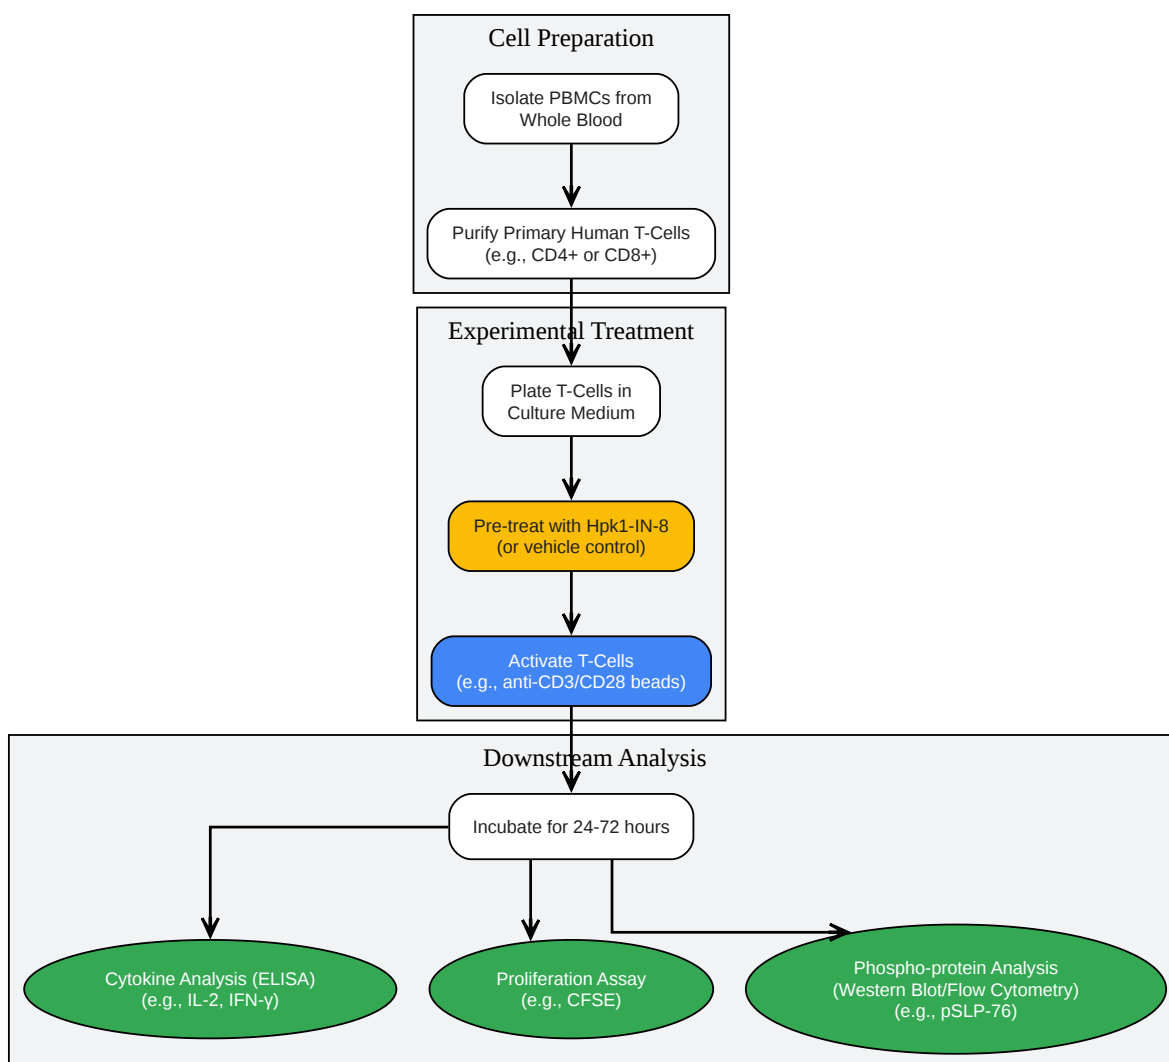 Cell Preparation
Isolate PBMCs from
Whole Blood
Purify Primary Human T-Cells
(e.g., CD4+ or CD8+)
Experimental Treatment
Plate T-Cells in
Culture Medium
Pre-treat with Hpk1-IN-8
(or vehicle control)
Activate T-Cells
(e.g., anti-CD3/CD28 beads)
Downstream Analysis
Incubate for 24-72 hours
Cytokine Analysis (ELISA)
(e.g., IL-2, IFN-γ)
Proliferation Assay
(e.g., CFSE)
Phospho-protein Analysis
(Western Blot/Flow Cytometry)
(e.g., pSLP-76)